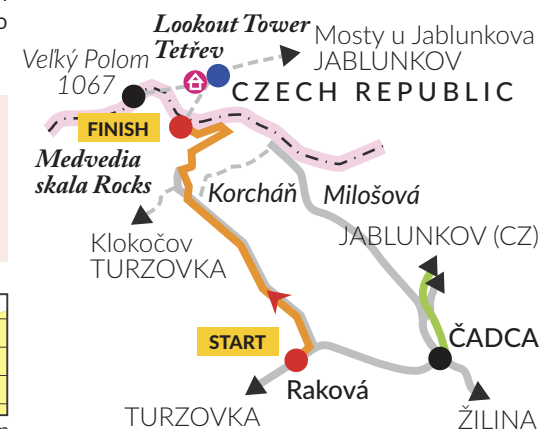 Lookout Tower
Tetřev
Mosty u Jablunkova
JABLUNKOV
Veľký Polom
1067
CZECH REPUBLIC
FINISH
Medvedia
skala Rocks
Korcháň
Milošová
Klokočov
TURZOVKA
JABLUNKOV (CZ)
START
ČADCA
Raková
TURZOVKA
ŽILINA